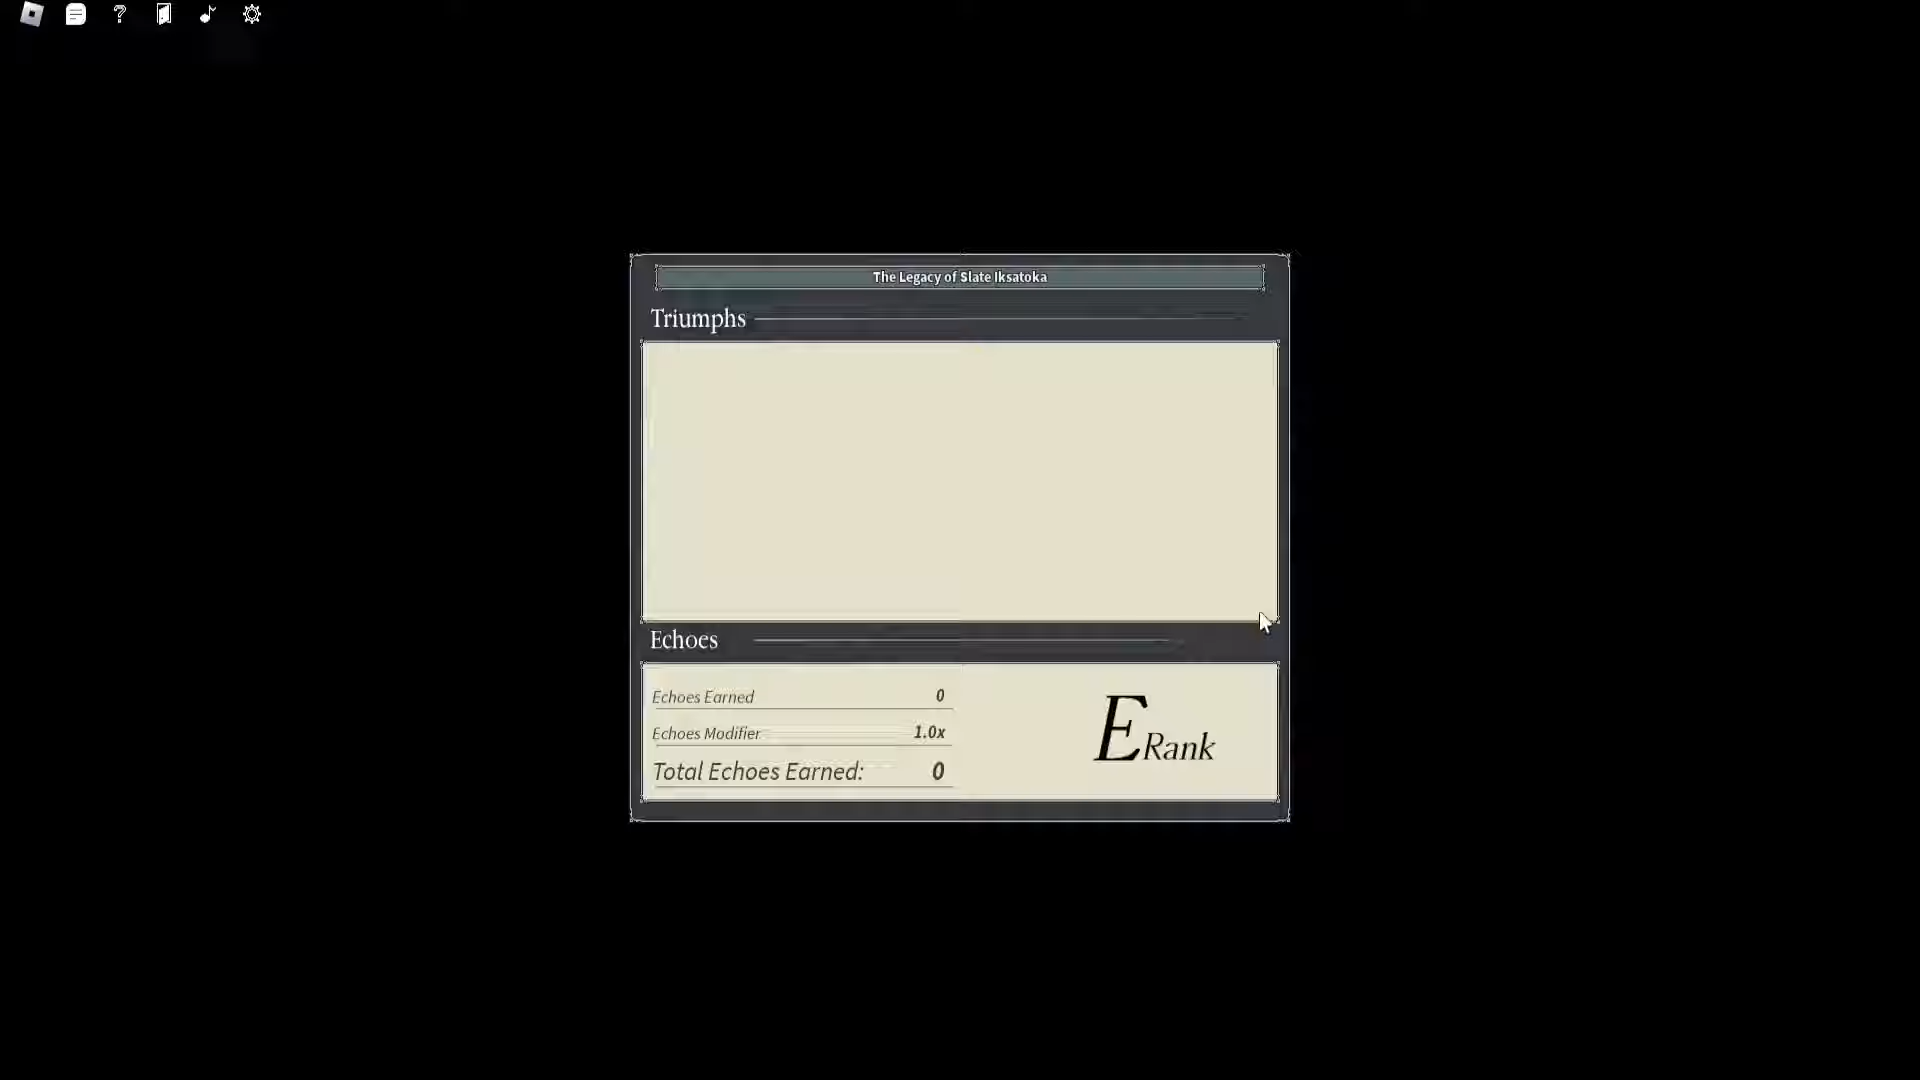 The Legacy of Slate Iksatoka
Triumphs
Echoes
Echoes Earned 0
Echoes Modifier 1.0x
Total Echoes Earned: 0
E Rank